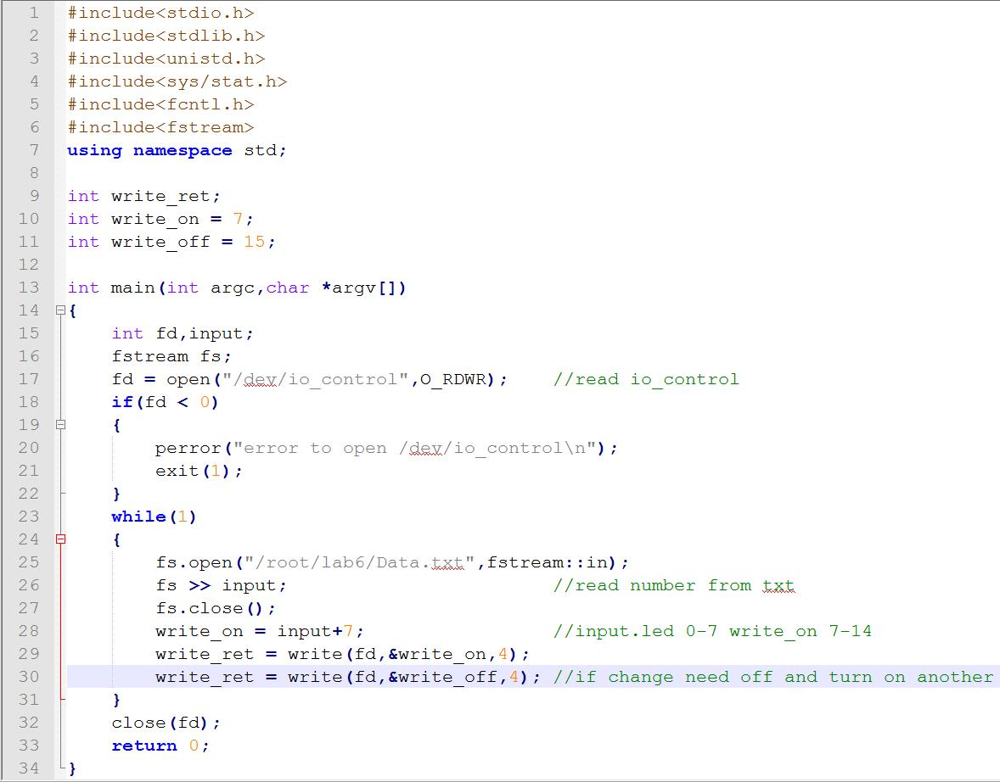 1 #include<stdio.h>
2 #include<stdlib.h>
3 #include<unistd.h>
4 #include<sys/stat.h>
5 #include<fcntl.h>
6 #include<fstream>
7 using namespace std;
8
9 int write_ret;
10 int write_on = 7;
11 int write_off = 15;
12
13 int main(int argc,char *argv[])
14 {
15     int fd,input;
16     fstream fs;
17     fd = open("/dev/io_control",O_RDWR);    //read io_control
18     if(fd < 0)
19     {
20         perror("error to open /dev/io_control\n");
21         exit(1);
22     }
23     while(1)
24     {
25         fs.open("/root/lab6/Data.txt",fstream::in);
26         fs >> input;                        //read number from txt
27         fs.close();
28         write_on = input+7;                 //input.led 0-7 write_on 7-14
29         write_ret = write(fd,&write_on,4);
30         write_ret = write(fd,&write_off,4); //if change need off and turn on another
31     }
32     close(fd);
33     return 0;
34 }